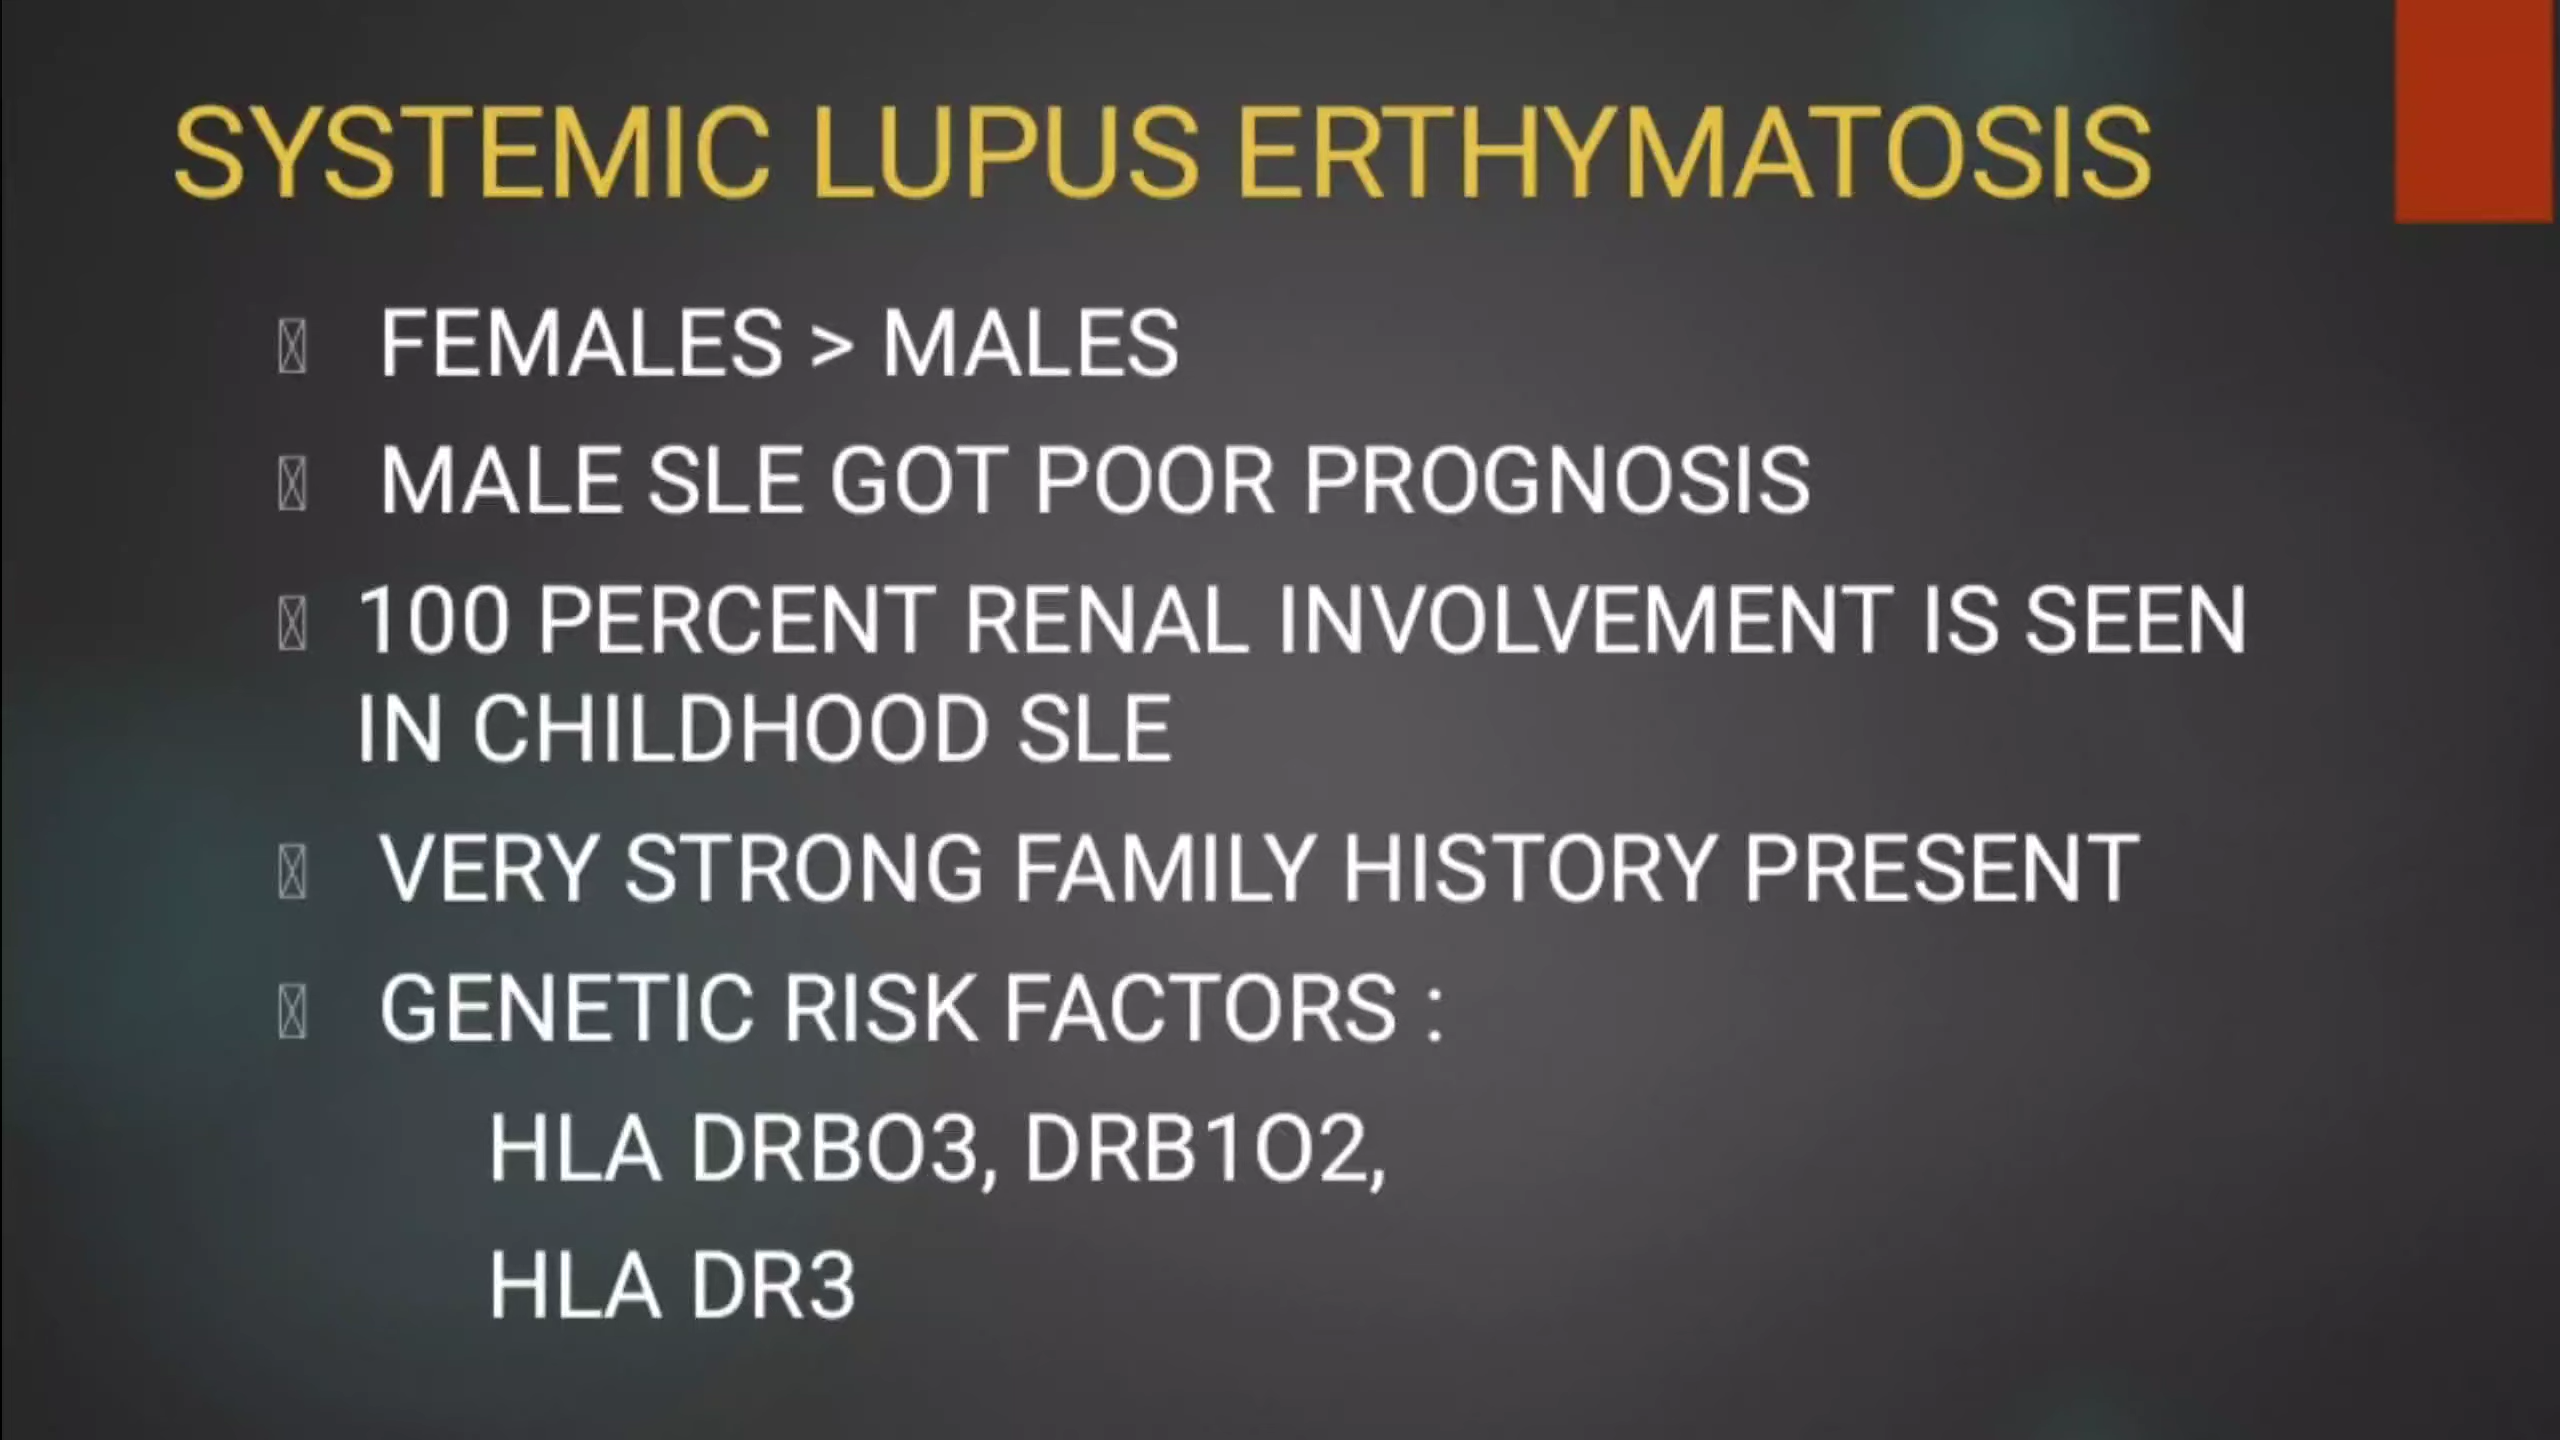 SYSTEMIC LUPUS ERTHYMATOSIS
FEMALES > MALES
MALE SLE GOT POOR PROGNOSIS
100 PERCENT RENAL INVOLVEMENT IS SEEN
IN CHILDHOOD SLE
VERY STRONG FAMILY HISTORY PRESENT
GENETIC RISK FACTORS :
HLA DRBO3, DRB1O2,
HLA DR3